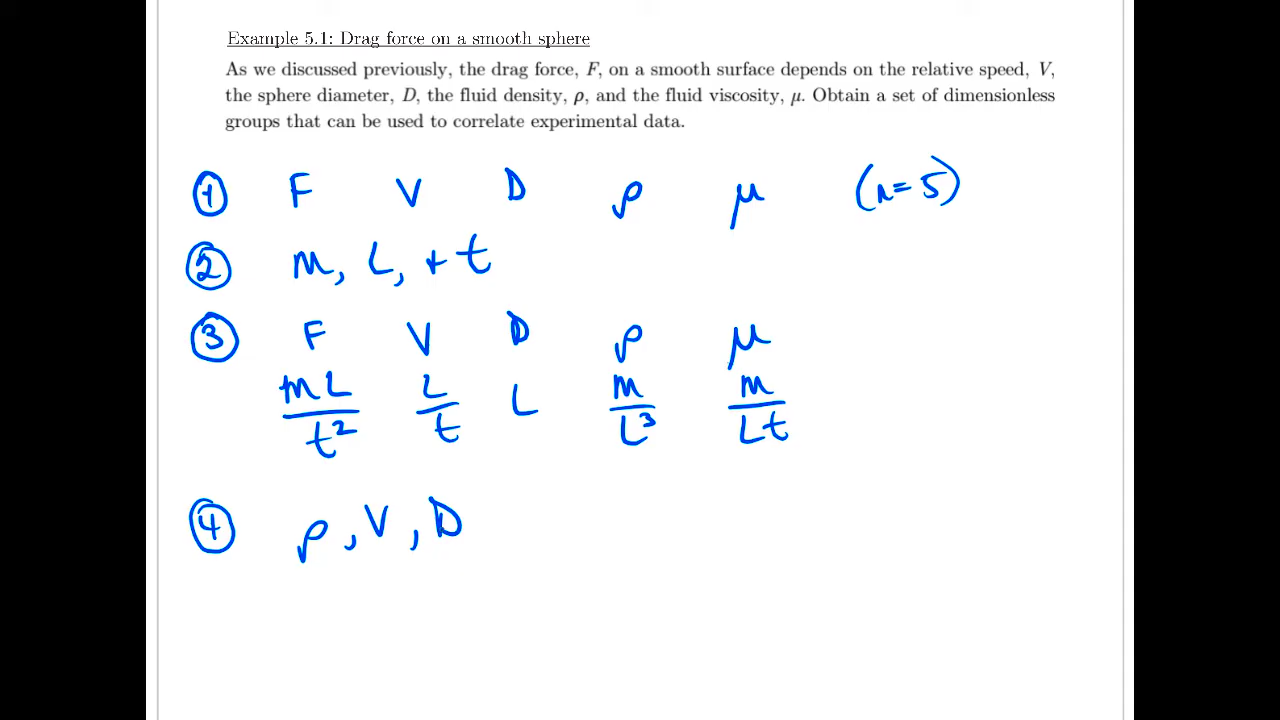 Example 5.1: Drag force on a smooth sphere
As we discussed previously, the drag force, F, on a smooth surface depends on the relative speed, V,
the sphere diameter, D, the fluid density, ρ, and the fluid viscosity, μ. Obtain a set of dimensionless
groups that can be used to correlate experimental data.
① F V D ρ μ (n=5)
② M, L, + t
③ F V D ρ μ
ML/t² L/t L M/L³ M/Lt
④ ρ, V, D